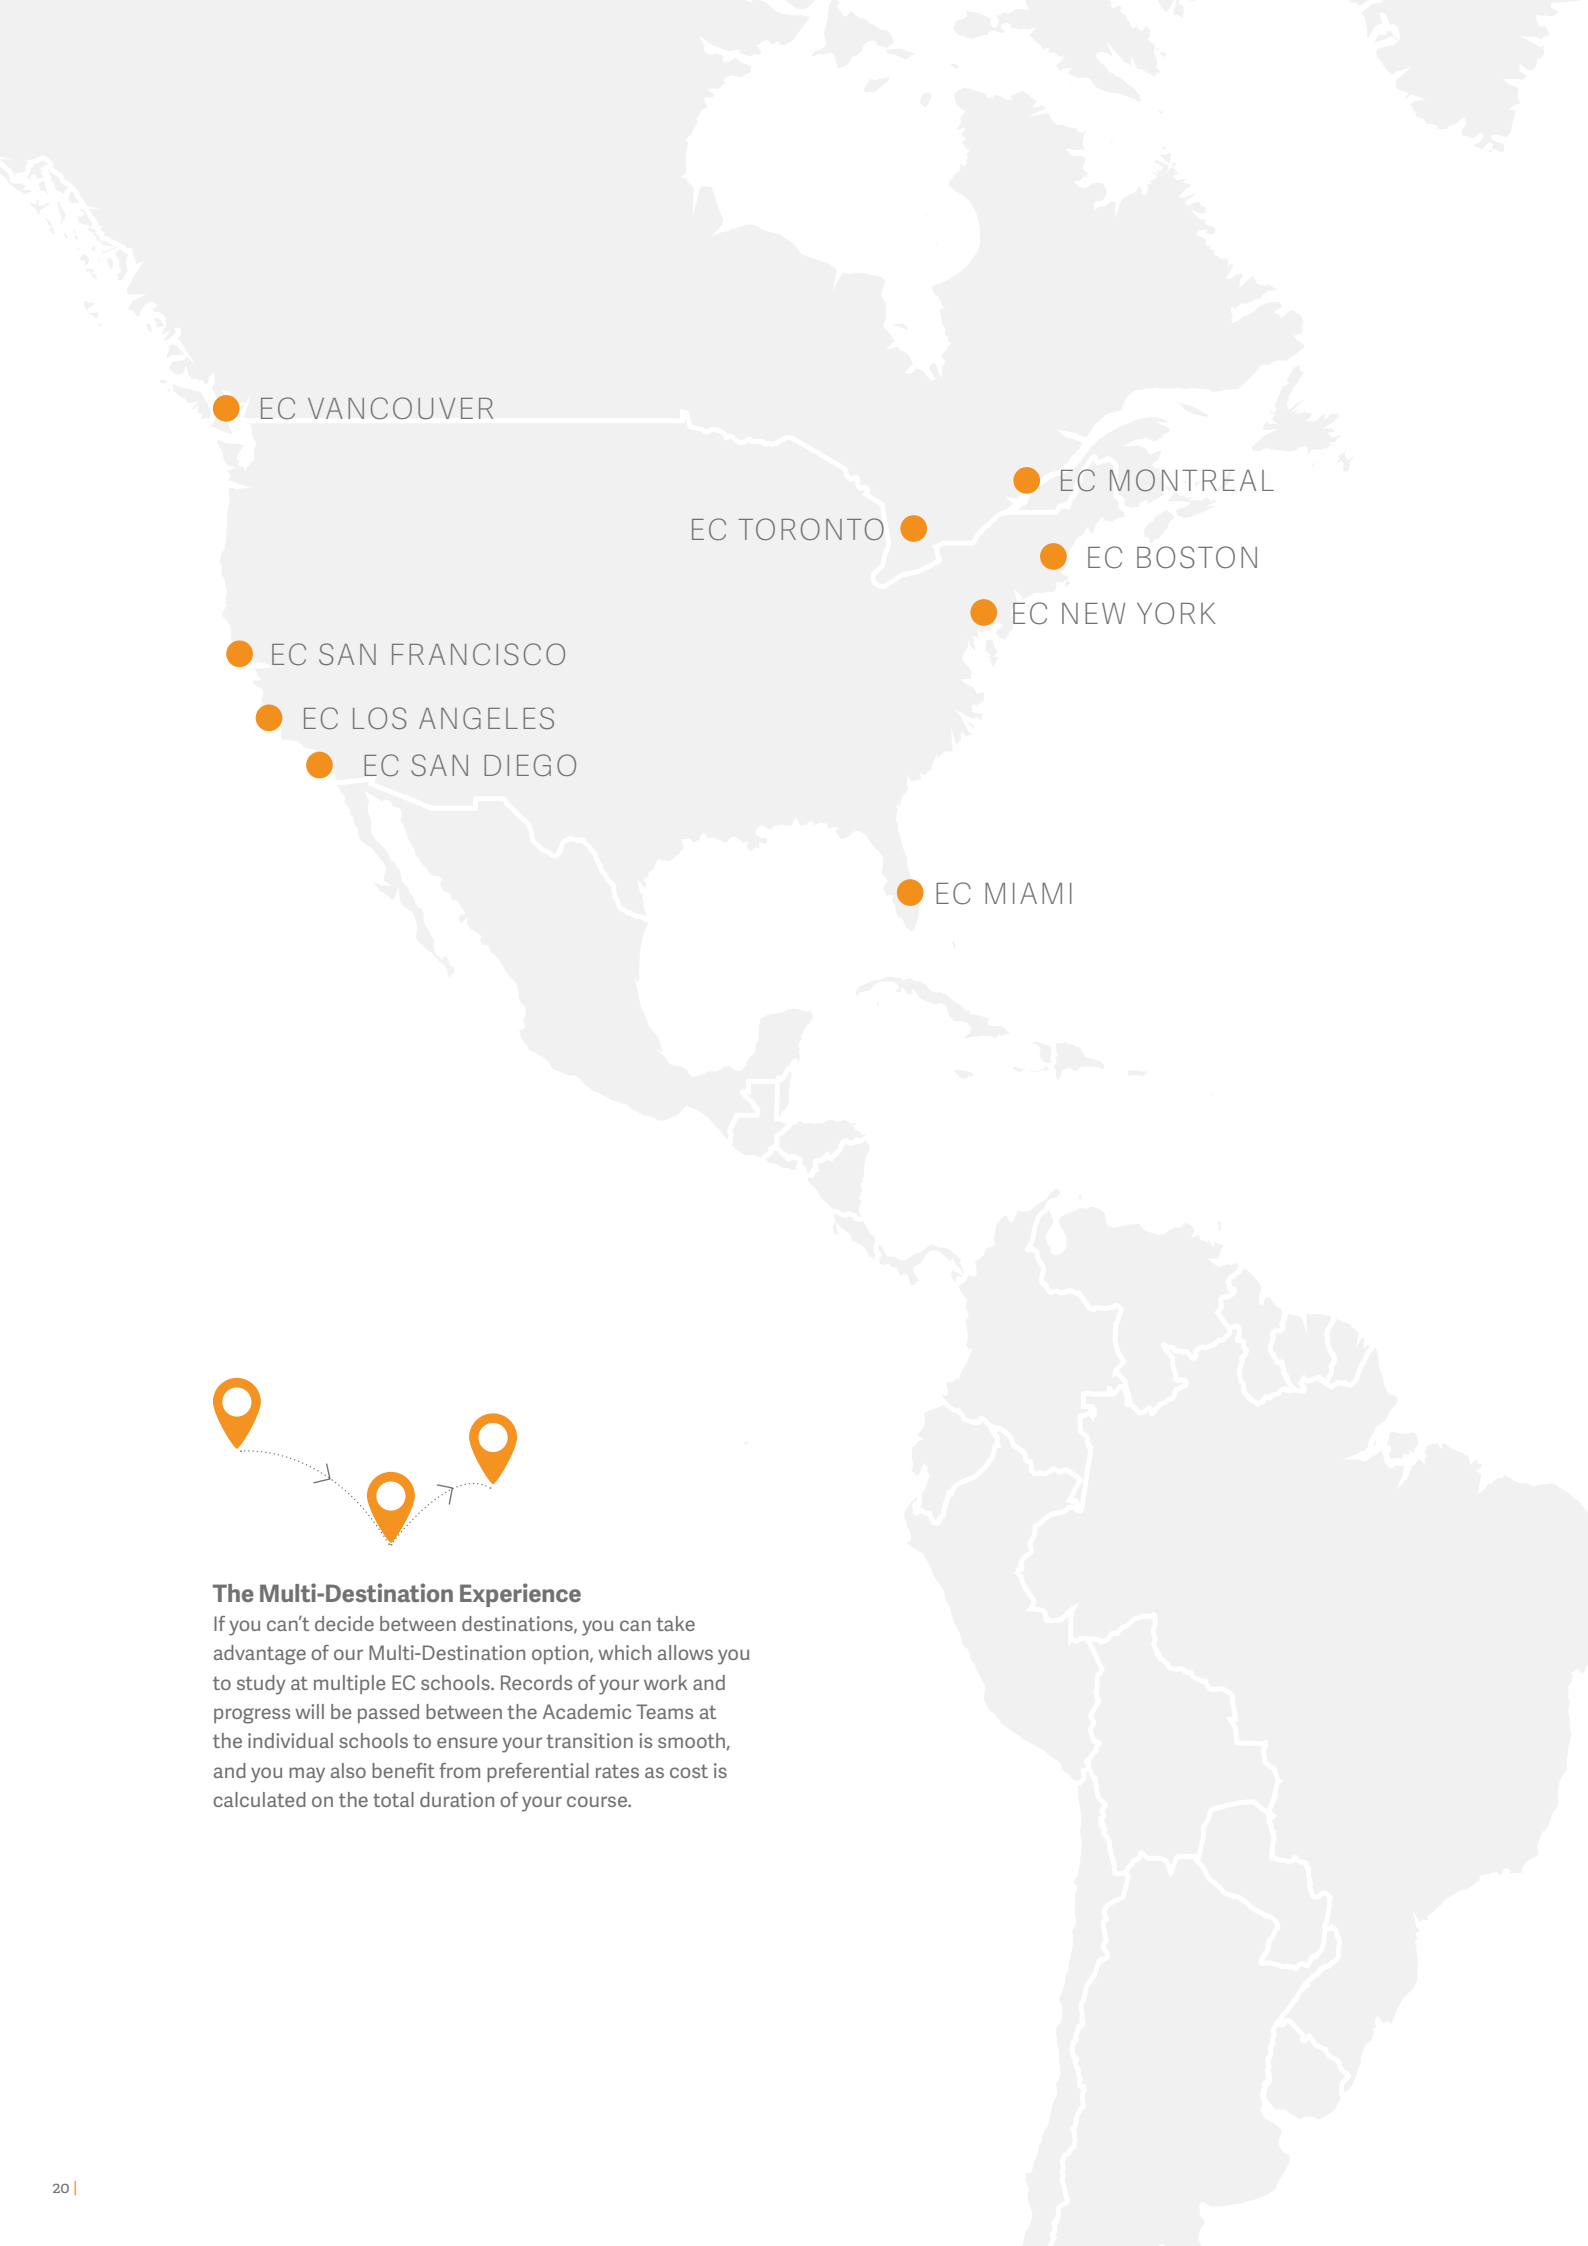 EC VANCOUVER
EC MONTREAL
EC TORONTO
EC BOSTON
EC NEW YORK
EC SAN FRANCISCO
EC LOS ANGELES
EC SAN DIEGO
EC MIAMI
The Multi-Destination Experience
If you can’t decide between destinations, you can take
advantage of our Multi-Destination option, which allows you
to study at multiple EC schools. Records of your work and
progress will be passed between the Academic Teams at
the individual schools to ensure your transition is smooth,
and you may also benefit from preferential rates as cost is
calculated on the total duration of your course.
20 |